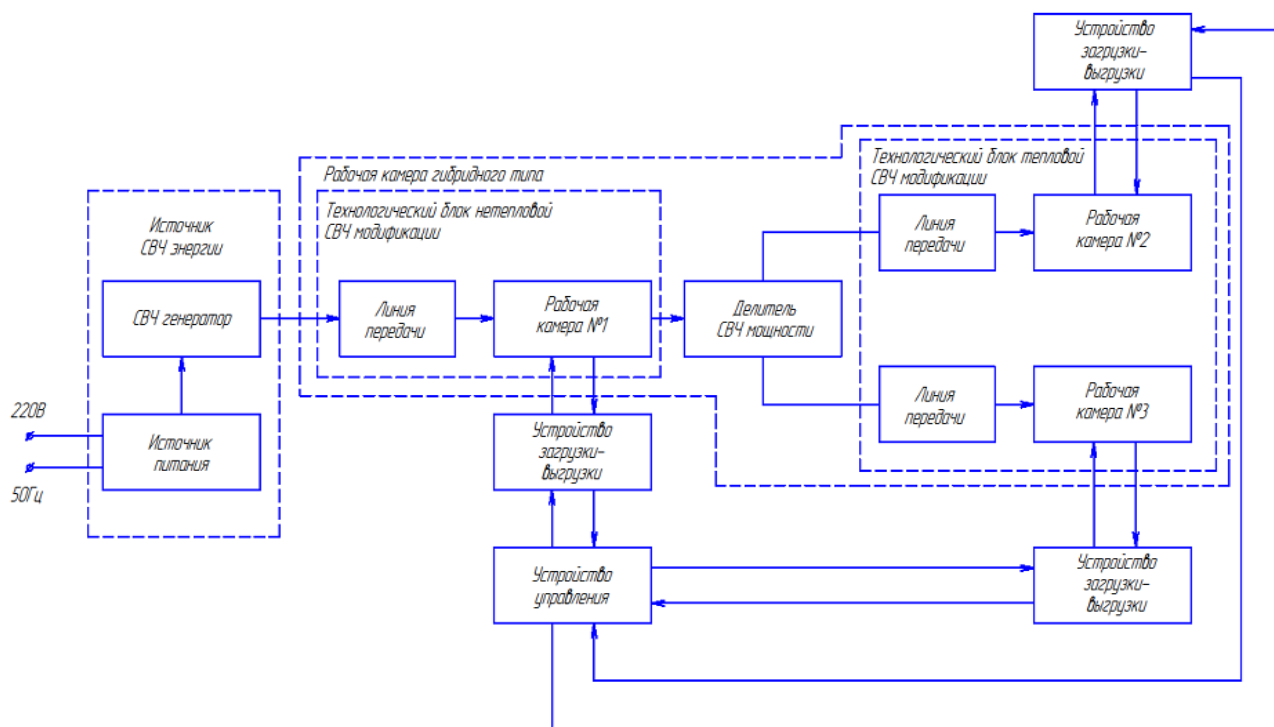 Устройство
загрузки-
выгрузки
Рабочая камера гибридного типа
Технологический блок тепловой
СВЧ модификации
Источник
СВЧ энергии
Технологический блок нетепловой
СВЧ модификации
Линия
передачи
Рабочая
камера №2
СВЧ генератор
Линия
передачи
Рабочая
камера №1
Делитель
СВЧ мощности
220В
50Гц
Источник
питания
Линия
передачи
Рабочая
камера №3
Устройство
загрузки-
выгрузки
Устройство
управления
Устройство
загрузки-
выгрузки